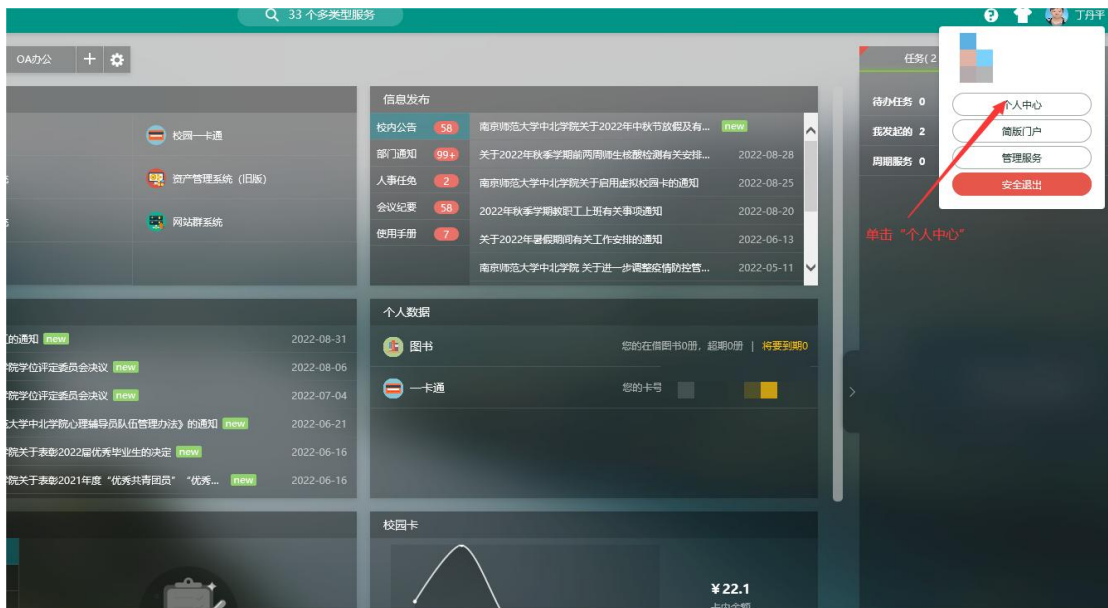 33 个多类型服务
丁丹平
OA办公
任务(2
个人中心
简版门户
管理服务
安全退出
待办任务 0
我发起的 2
周期服务 0
单击“个人中心”
校园一卡通
资产管理系统（旧版）
网站群系统
信息发布
校内公告 58
部门通知 99+
人事任免 2
会议纪要 58
使用手册 7
南京师范大学中北学院关于2022年中秋节放假及有... new
关于2022年秋季学期前两周师生核酸检测有关安排... 2022-08-28
南京师范大学中北学院关于启用虚拟校园卡的通知 2022-08-25
2022年秋季学期教职工上班有关事项通知 2022-08-20
关于2022年暑假期间有关工作安排的通知 2022-06-13
南京师范大学中北学院 关于进一步调整疫情防控管... 2022-05-11
的通知 new 2022-08-31
学院学位评定委员会决议 new 2022-08-06
学院学位评定委员会决议 new 2022-07-04
范大学中北学院心理辅导员队伍管理办法》的通知 new 2022-06-21
学院关于表彰2022届优秀毕业生的决定 new 2022-06-16
学院关于表彰2021年度“优秀共青团员” “优秀... new 2022-06-16
个人数据
图书 您的在借图书0册，超期0册 | 将要到期0
一卡通 您的卡号
校园卡
¥22.1
卡内余额